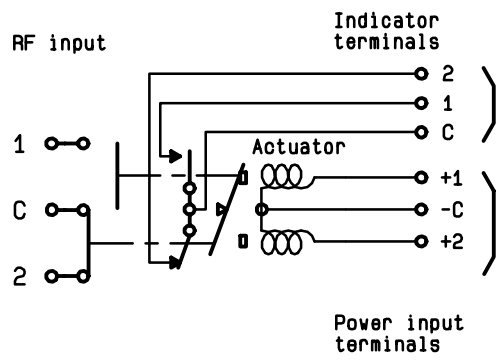 Indicator
terminals
RF input
2
1
C
1
Actuator
+1
C
-C
+2
2
Power input
terminals